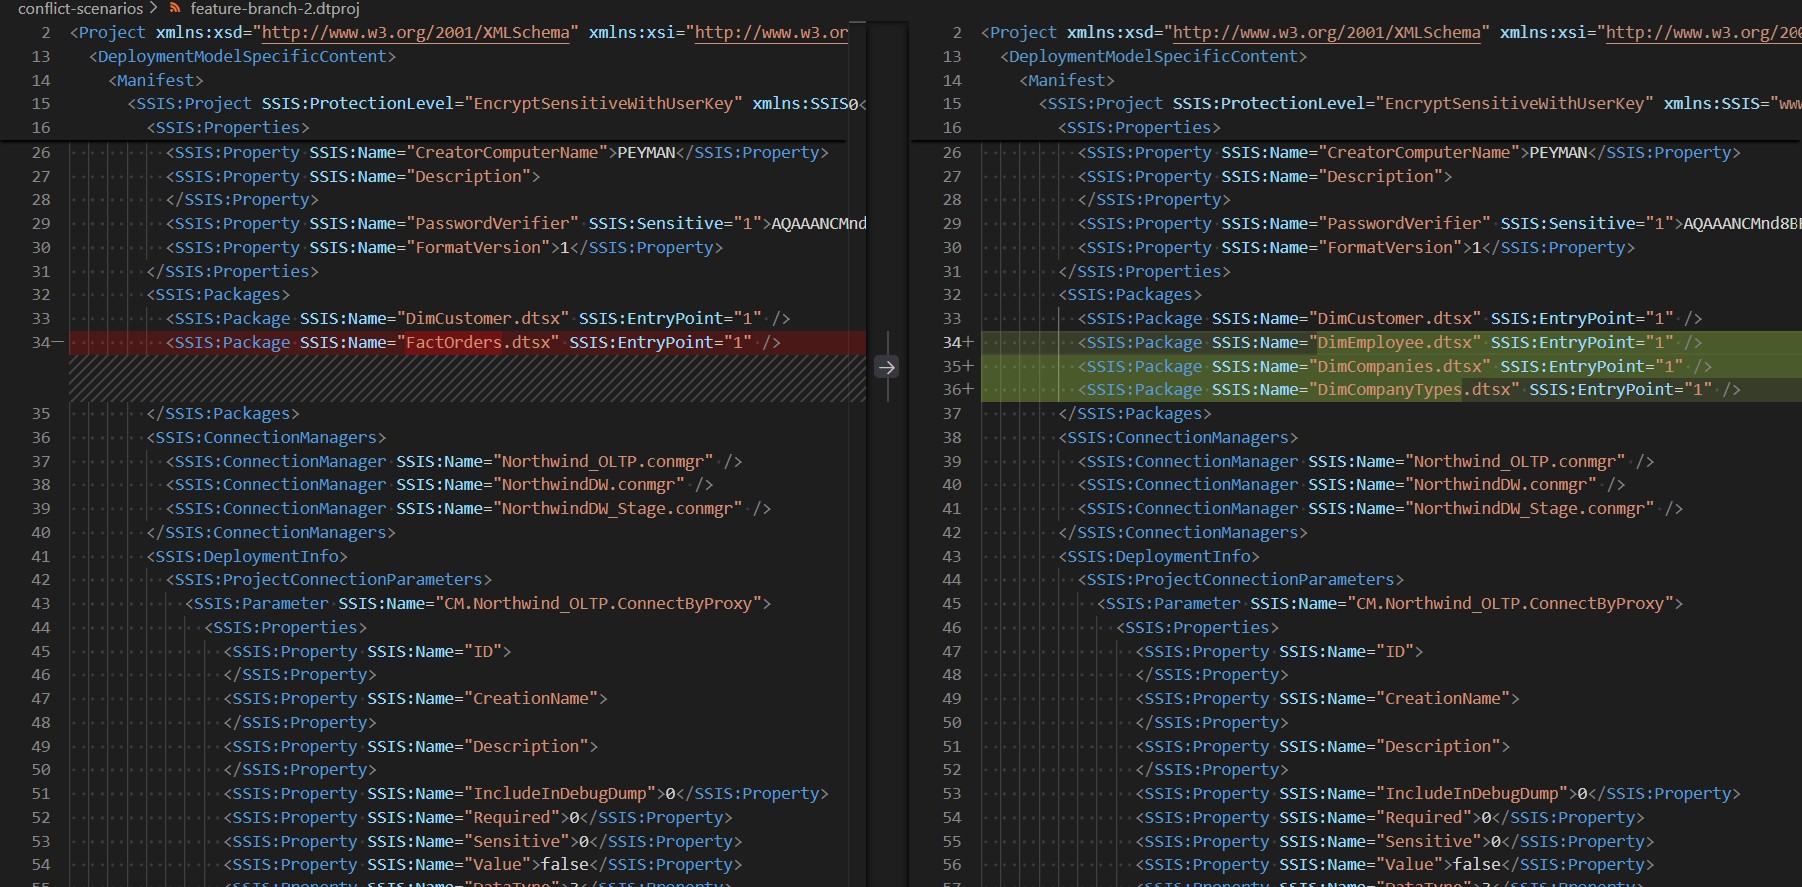 conflict-scenarios > feature-branch-2.dtproj
2 <Project xmlns:xsd="http://www.w3.org/2001/XMLSchema" xmlns:xsi="http://www.w3.or
13 <DeploymentModelSpecificContent>
14 <Manifest>
15 <SSIS:Project SSIS:ProtectionLevel="EncryptSensitiveWithUserKey" xmlns:SSIS
16 <SSIS:Properties>
26 <SSIS:Property SSIS:Name="CreatorComputerName">PEYMAN</SSIS:Property>
27 <SSIS:Property SSIS:Name="Description">
28 </SSIS:Property>
29 <SSIS:Property SSIS:Name="PasswordVerifier" SSIS:Sensitive="1">AQAAANCMnd
30 <SSIS:Property SSIS:Name="FormatVersion">1</SSIS:Property>
31 </SSIS:Properties>
32 <SSIS:Packages>
33 <SSIS:Package SSIS:Name="DimCustomer.dtsx" SSIS:EntryPoint="1" />
34− <SSIS:Package SSIS:Name="FactOrders.dtsx" SSIS:EntryPoint="1" />
35 </SSIS:Packages>
36 <SSIS:ConnectionManagers>
37 <SSIS:ConnectionManager SSIS:Name="Northwind_OLTP.conmgr" />
38 <SSIS:ConnectionManager SSIS:Name="NorthwindDW.conmgr" />
39 <SSIS:ConnectionManager SSIS:Name="NorthwindDW_Stage.conmgr" />
40 </SSIS:ConnectionManagers>
41 <SSIS:DeploymentInfo>
42 <SSIS:ProjectConnectionParameters>
43 <SSIS:Parameter SSIS:Name="CM.Northwind_OLTP.ConnectByProxy">
44 <SSIS:Properties>
45 <SSIS:Property SSIS:Name="ID">
46 </SSIS:Property>
47 <SSIS:Property SSIS:Name="CreationName">
48 </SSIS:Property>
49 <SSIS:Property SSIS:Name="Description">
50 </SSIS:Property>
51 <SSIS:Property SSIS:Name="IncludeInDebugDump">0</SSIS:Property>
52 <SSIS:Property SSIS:Name="Required">0</SSIS:Property>
53 <SSIS:Property SSIS:Name="Sensitive">0</SSIS:Property>
54 <SSIS:Property SSIS:Name="Value">false</SSIS:Property>
2 <Project xmlns:xsd="http://www.w3.org/2001/XMLSchema" xmlns:xsi="http://www.w3.org/200
13 <DeploymentModelSpecificContent>
14 <Manifest>
15 <SSIS:Project SSIS:ProtectionLevel="EncryptSensitiveWithUserKey" xmlns:SSIS="ww
16 <SSIS:Properties>
26 <SSIS:Property SSIS:Name="CreatorComputerName">PEYMAN</SSIS:Property>
27 <SSIS:Property SSIS:Name="Description">
28 </SSIS:Property>
29 <SSIS:Property SSIS:Name="PasswordVerifier" SSIS:Sensitive="1">AQAAANCMnd8B
30 <SSIS:Property SSIS:Name="FormatVersion">1</SSIS:Property>
31 </SSIS:Properties>
32 <SSIS:Packages>
33 <SSIS:Package SSIS:Name="DimCustomer.dtsx" SSIS:EntryPoint="1" />
34+ <SSIS:Package SSIS:Name="DimEmployee.dtsx" SSIS:EntryPoint="1" />
35+ <SSIS:Package SSIS:Name="DimCompanies.dtsx" SSIS:EntryPoint="1" />
36+ <SSIS:Package SSIS:Name="DimCompanyTypes.dtsx" SSIS:EntryPoint="1" />
37 </SSIS:Packages>
38 <SSIS:ConnectionManagers>
39 <SSIS:ConnectionManager SSIS:Name="Northwind_OLTP.conmgr" />
40 <SSIS:ConnectionManager SSIS:Name="NorthwindDW.conmgr" />
41 <SSIS:ConnectionManager SSIS:Name="NorthwindDW_Stage.conmgr" />
42 </SSIS:ConnectionManagers>
43 <SSIS:DeploymentInfo>
44 <SSIS:ProjectConnectionParameters>
45 <SSIS:Parameter SSIS:Name="CM.Northwind_OLTP.ConnectByProxy">
46 <SSIS:Properties>
47 <SSIS:Property SSIS:Name="ID">
48 </SSIS:Property>
49 <SSIS:Property SSIS:Name="CreationName">
50 </SSIS:Property>
51 <SSIS:Property SSIS:Name="Description">
52 </SSIS:Property>
53 <SSIS:Property SSIS:Name="IncludeInDebugDump">0</SSIS:Property>
54 <SSIS:Property SSIS:Name="Required">0</SSIS:Property>
55 <SSIS:Property SSIS:Name="Sensitive">0</SSIS:Property>
56 <SSIS:Property SSIS:Name="Value">false</SSIS:Property>